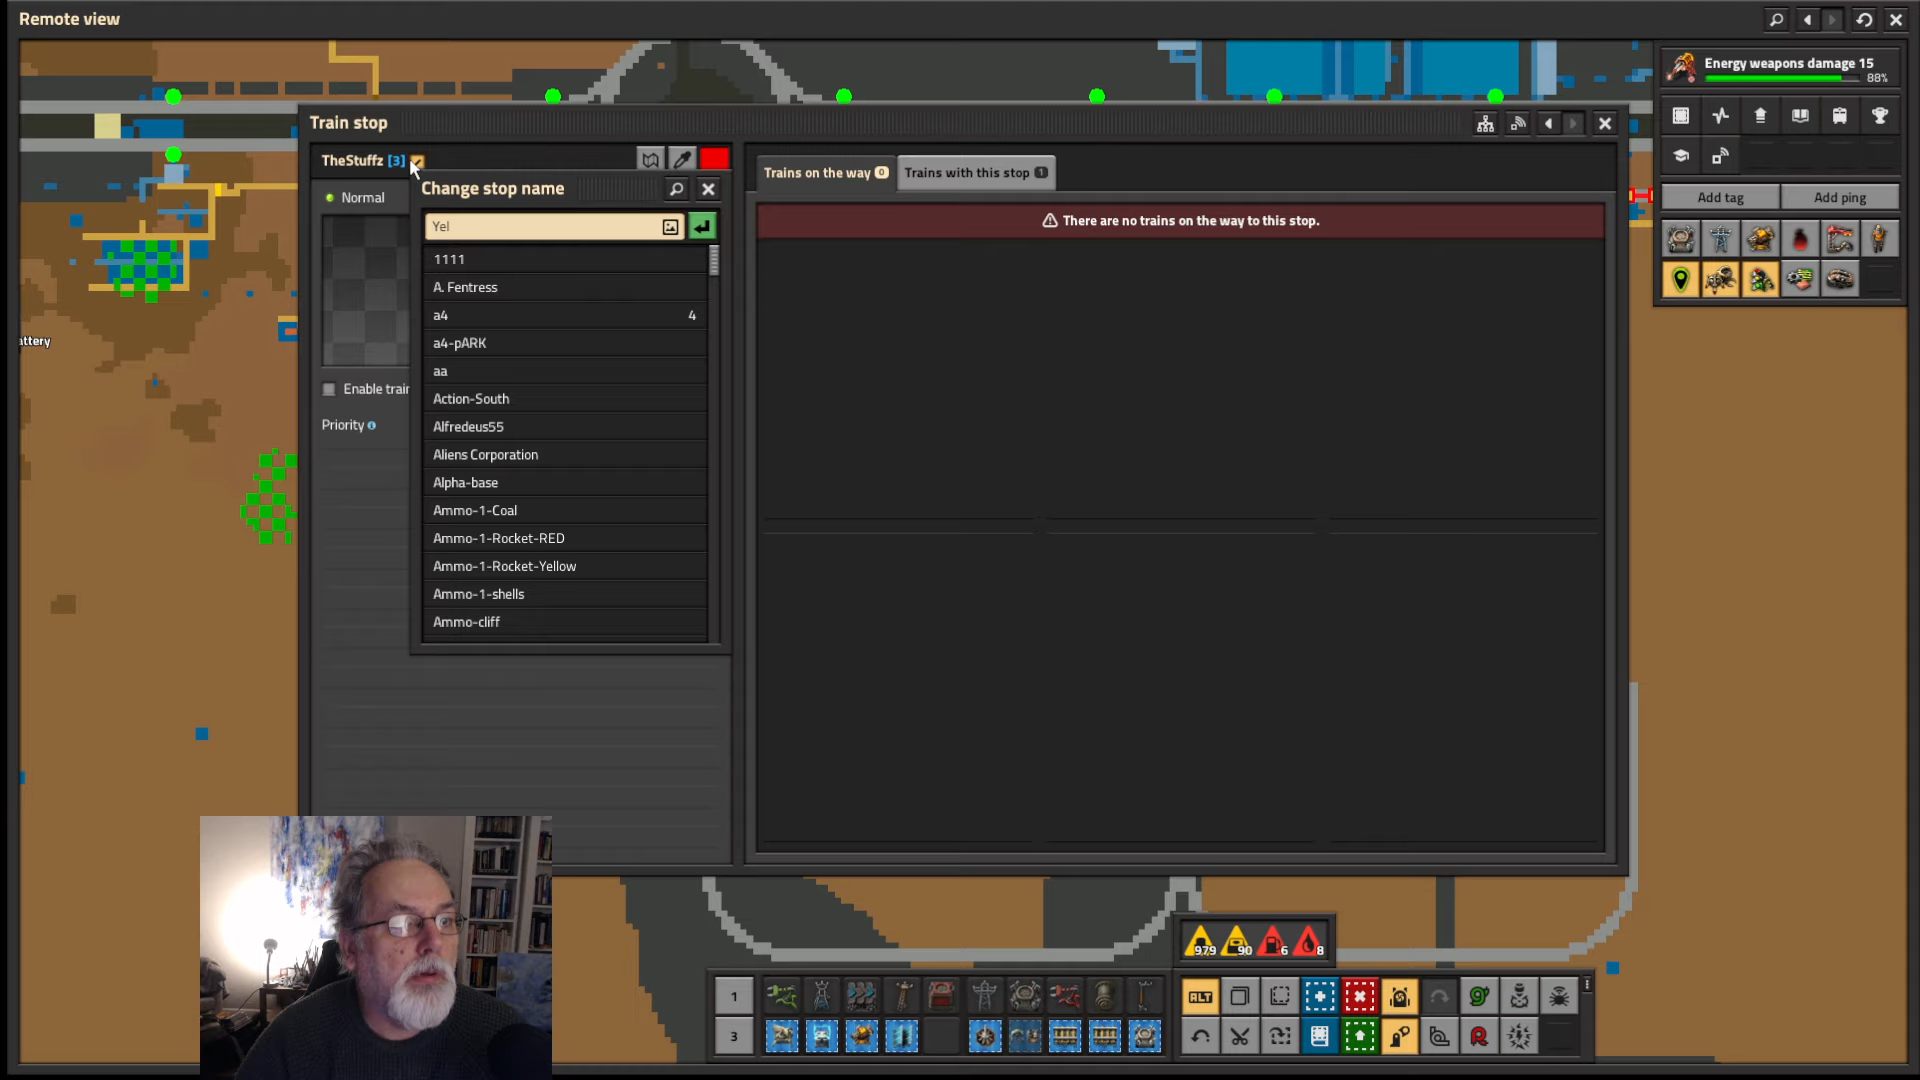 Remote view
Energy weapons damage 15
88%
Train stop
TheStuffz [3]
Normal
Change stop name
Yel
1111
A. Fentress
a4 4
a4-pARK
aa
Action-South
Alfredeus55
Aliens Corporation
Alpha-base
Ammo-1-Coal
Ammo-1-Rocket-RED
Ammo-1-Rocket-Yellow
Ammo-1-shells
Ammo-cliff
Enable train
Priority
Trains on the way 0
Trains with this stop 1
There are no trains on the way to this stop.
Add tag
Add ping
attery
979
90
6
8
1
3
ALT